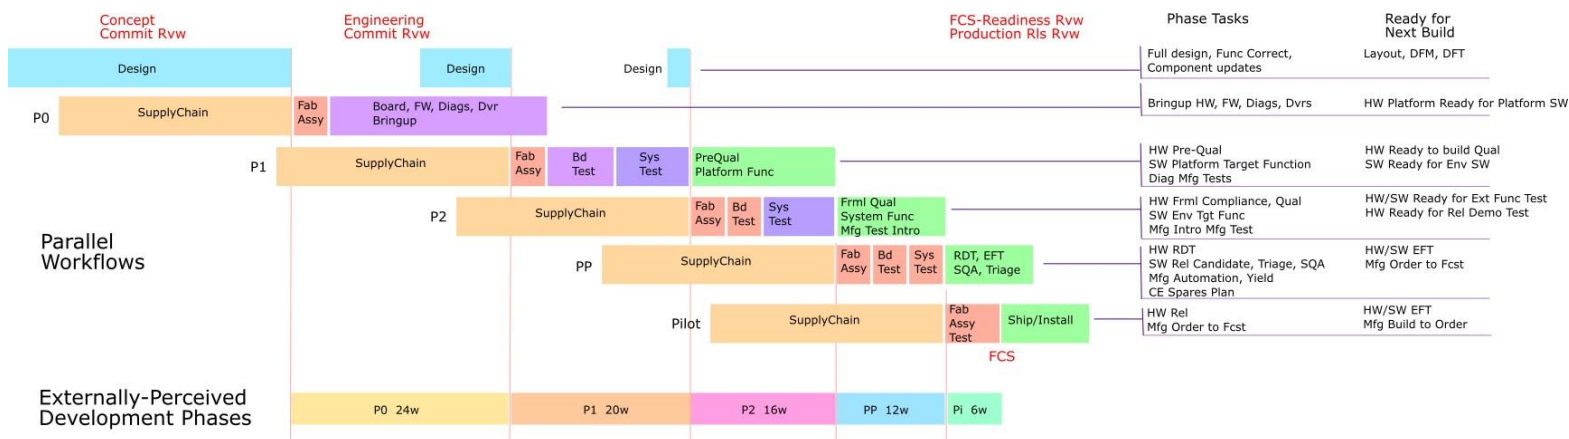 Concept
Commit Rvw
Engineering
Commit Rvw
FCS-Readiness Rvw
Production Rls Rvw
Phase Tasks
Ready for
Next Build
Design
Design
Design
Full design, Func Correct,
Component updates
Layout, DFM, DFT
P0
SupplyChain
Fab
Assy
Board, FW, Diags, Dvr
Bringup
Bringup HW, FW, Diags, Dvrs
HW Platform Ready for Platform SW
P1
SupplyChain
Fab
Assy
Bd
Test
Sys
Test
PreQual
Platform Func
HW Pre-Qual
SW Platform Target Function
Diag Mfg Tests
HW Ready to build Qual
SW Ready for Env SW
P2
SupplyChain
Fab
Assy
Bd
Test
Sys
Test
Frml Qual
System Func
Mfg Test Intro
HW Frml Compliance, Qual
SW Env Tgt Func
Mfg Intro Mfg Test
HW/SW Ready for Ext Func Test
HW Ready for Rel Demo Test
Parallel
Workflows
PP
SupplyChain
Fab
Assy
Bd
Test
Sys
Test
RDT, EFT
SQA, Triage
HW RDT
SW Rel Candidate, Triage, SQA
Mfg Automation, Yield
CE Spares Plan
HW/SW EFT
Mfg Order to Fcst
Pilot
SupplyChain
Fab
Assy
Test
Ship/Install
FCS
HW Rel
Mfg Order to Fcst
HW/SW EFT
Mfg Build to Order
Externally-Perceived
Development Phases
P0 24w
P1 20w
P2 16w
PP 12w
Pi 6w